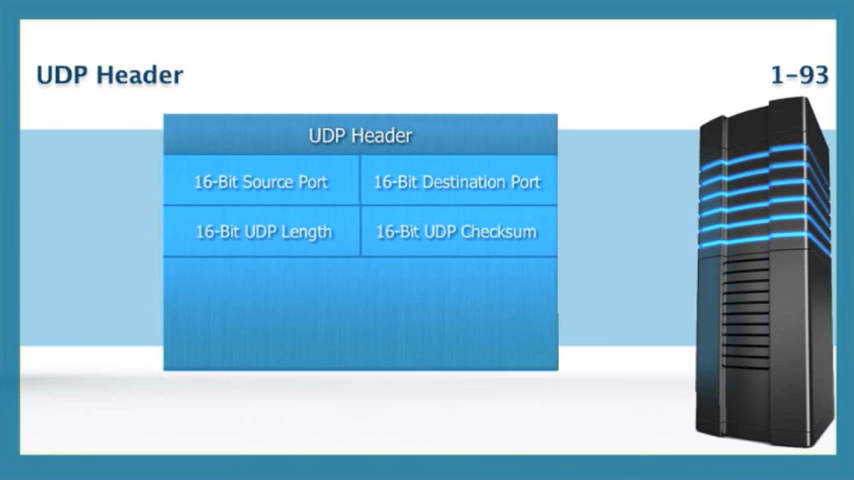 UDP Header
1-93
UDP Header
16-Bit Source Port
16-Bit Destination Port
16-Bit UDP Length
16-Bit UDP Checksum